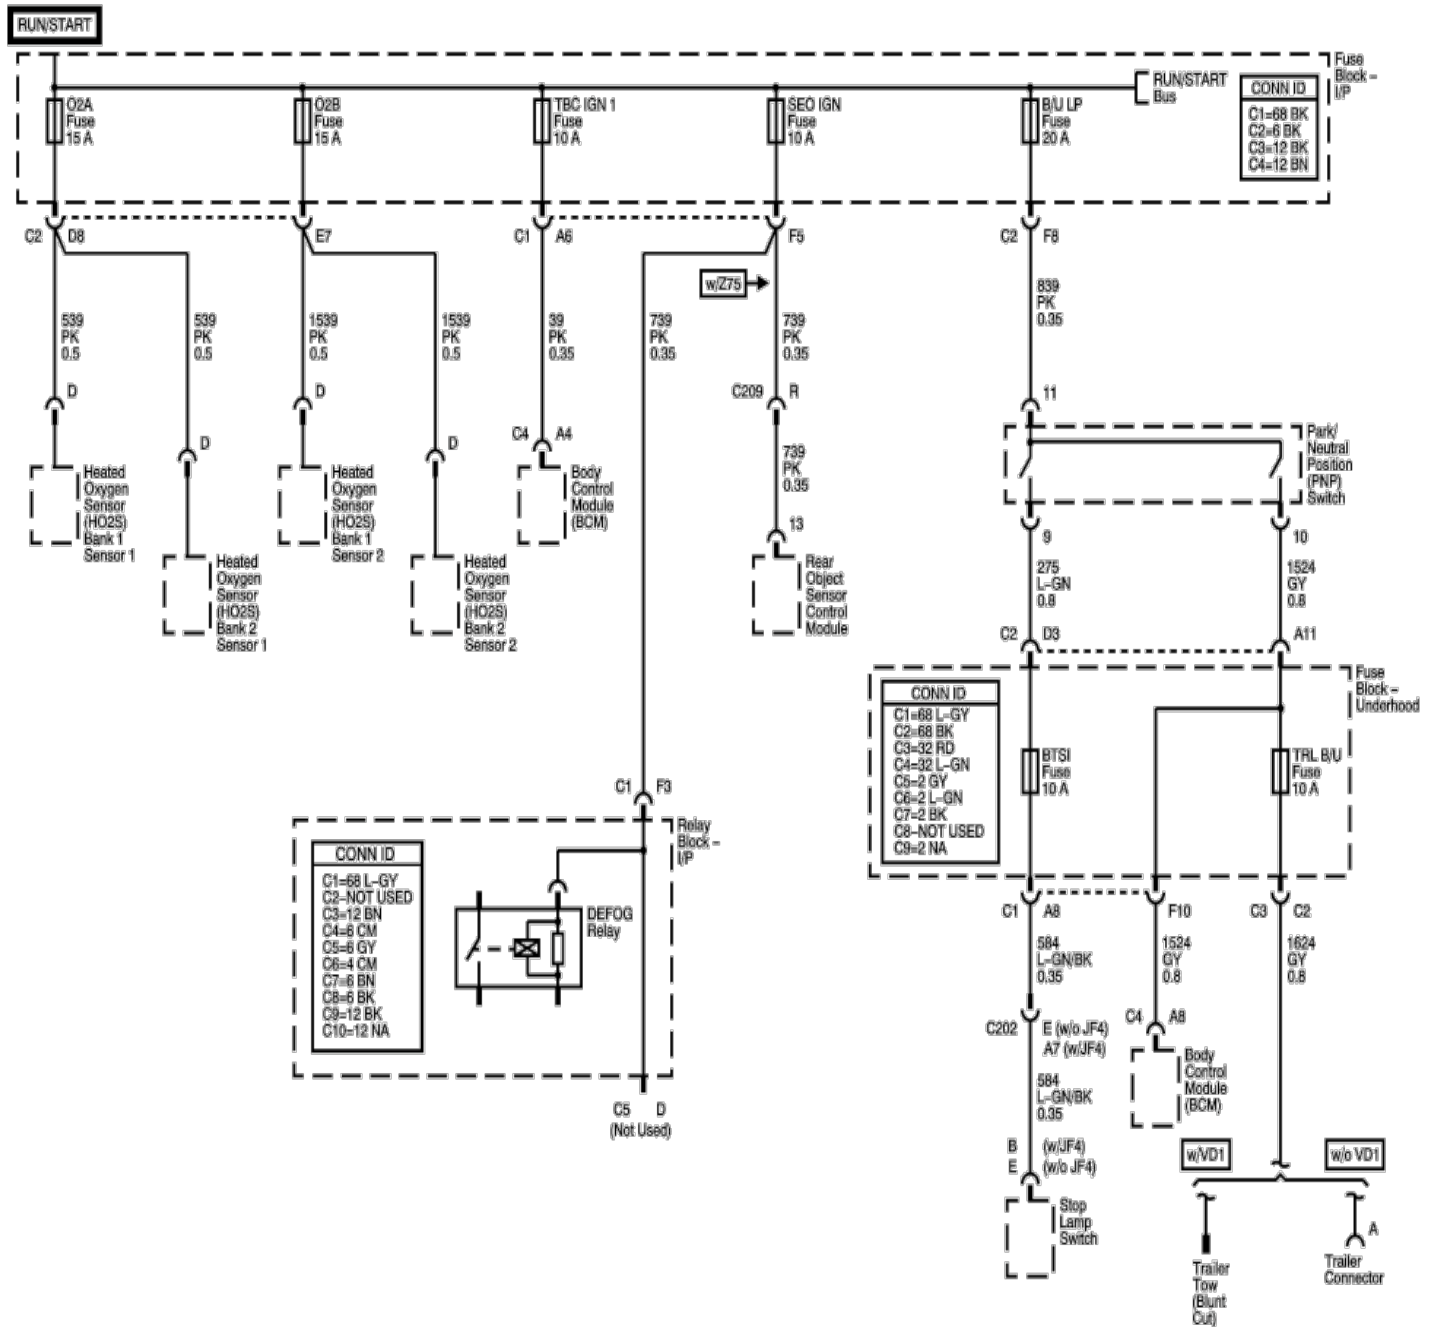 RUN/START
Fuse
Block –
I/P
RUN/START
Bus
CONN ID
C1=68 BK
C2=6 BK
C3=12 BK
C4=12 BN
O2A
Fuse
15 A
O2B
Fuse
15 A
TBC IGN 1
Fuse
10 A
SEO IGN
Fuse
10 A
B/U LP
Fuse
20 A
C2 D8
E7
C1 A6
F5
C2 F8
w/Z75
539
PK
0.5
539
PK
0.5
1539
PK
0.5
1539
PK
0.5
39
PK
0.35
739
PK
0.35
739
PK
0.35
839
PK
0.35
D
D
D
D
C4 A4
C209 R
11
739
PK
0.35
13
Heated
Oxygen
Sensor
(HO2S)
Bank 1
Sensor 1
Heated
Oxygen
Sensor
(HO2S)
Bank 2
Sensor 1
Heated
Oxygen
Sensor
(HO2S)
Bank 1
Sensor 2
Heated
Oxygen
Sensor
(HO2S)
Bank 2
Sensor 2
Body
Control
Module
(BCM)
Rear
Object
Sensor
Control
Module
Park/
Neutral
Position
(PNP)
Switch
9
10
275
L–GN
0.8
1524
GY
0.8
C2 D3
A11
Fuse
Block –
Underhood
CONN ID
C1=68 L–GY
C2=68 BK
C3=32 RD
C4=32 L–GN
C5=2 GY
C6=2 L–GN
C7=2 BK
C8–NOT USED
C9=2 NA
BTSI
Fuse
10 A
TRL B/U
Fuse
10 A
C1 F3
Relay
Block –
I/P
CONN ID
C1=68 L–GY
C2–NOT USED
C3=12 BN
C4=6 CM
C5=6 GY
C6=4 CM
C7=6 BN
C8=6 BK
C9=12 BK
C10=12 NA
DEFOG
Relay
C5 D
(Not Used)
C1 A8
F10
C3 C2
584
L–GN/BK
0.35
1524
GY
0.8
1624
GY
0.8
C202 E (w/o JF4)
A7 (w/JF4)
C4 A8
584
L–GN/BK
0.35
Body
Control
Module
(BCM)
B (w/JF4)
E (w/o JF4)
Stop
Lamp
Switch
w/VD1
w/o VD1
A
Trailer
Tow
(Blunt
Cut)
Trailer
Connector